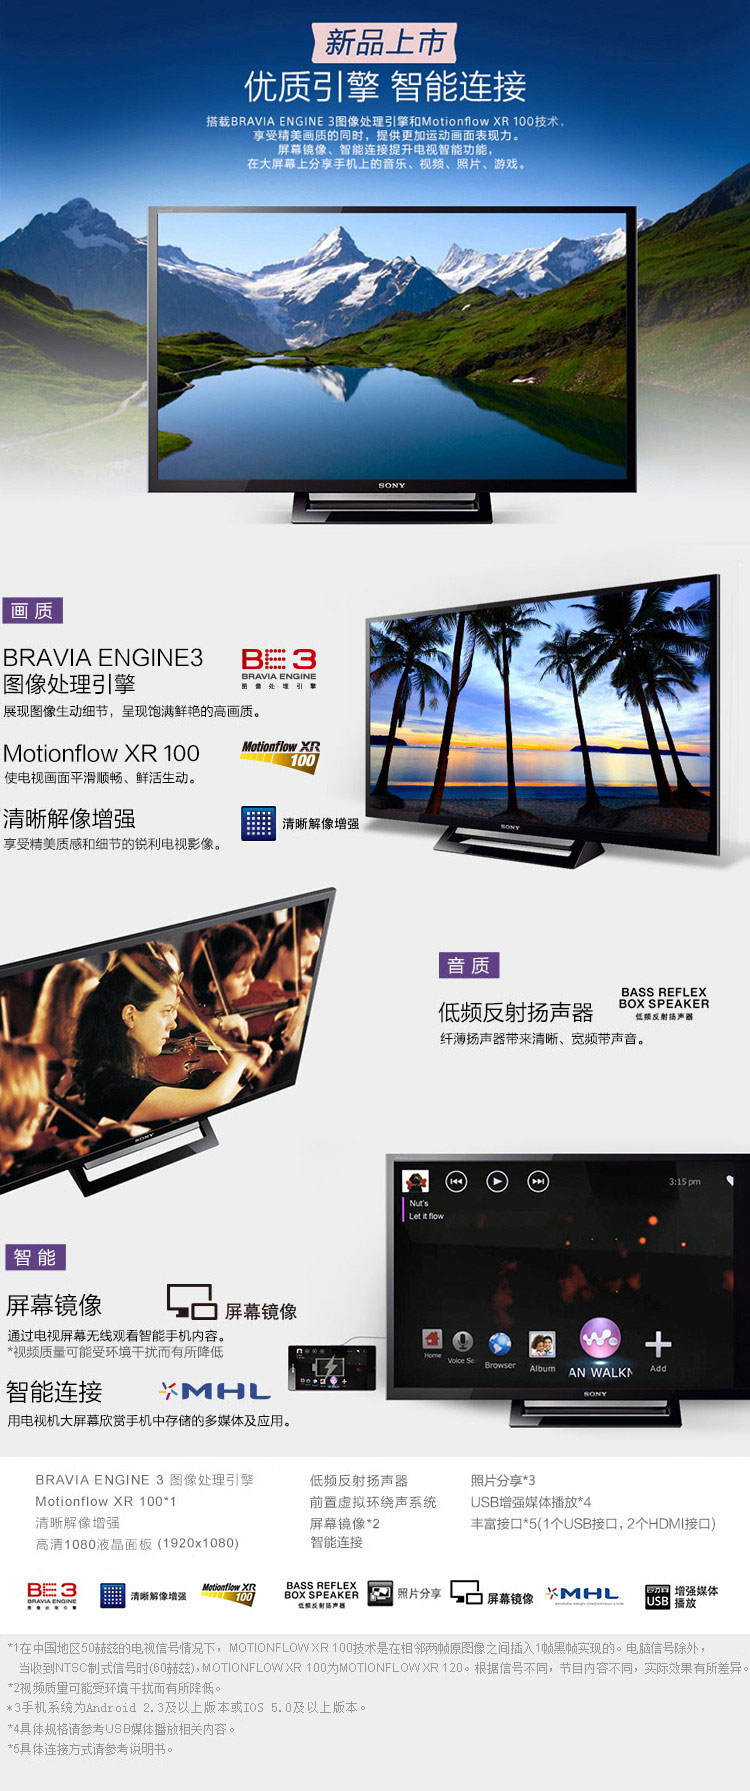 新品上市
优质引擎 智能连接
搭载BRAVIA ENGINE 3图像处理引擎和Motionflow XR 100技术，
享受精美画质的同时，提供更加运动画面表现力。
屏幕镜像、智能连接提升电视智能功能，
在大屏幕上分享手机上的音乐、视频、照片、游戏。
SONY
画质
BRAVIA ENGINE3
图像处理引擎
BE3
BRAVIA ENGINE
图像处理引擎
展现图像生动细节，呈现饱满鲜艳的高画质。
Motionflow XR 100
Motionflow XR
100
使电视画面平滑顺畅、鲜活生动。
清晰解像增强
清晰解像增强
享受精美质感和细节的锐利电视影像。
SONY
音质
低频反射扬声器
BASS REFLEX
BOX SPEAKER
低频反射扬声器
纤薄扬声器带来清晰、宽频带声音。
SONY
3:15 pm
Nut's
Let it flow
Home
Voice Se
Browser
Album
AN WALKN
Add
SONY
智能
屏幕镜像
屏幕镜像
通过电视屏幕无线观看智能手机内容。
*视频质量可能受环境干扰而有所降低
智能连接
MHL
用电视机大屏幕欣赏手机中存储的多媒体及应用。
BRAVIA ENGINE 3 图像处理引擎
Motionflow XR 100*1
清晰解像增强
高清1080液晶面板 (1920x1080)
低频反射扬声器
前置虚拟环绕声系统
屏幕镜像*2
智能连接
照片分享*3
USB增强媒体播放*4
丰富接口*5(1个USB接口, 2个HDMI接口)
BE3
BRAVIA ENGINE
图像处理引擎
清晰解像增强
Motionflow XR
100
BASS REFLEX
BOX SPEAKER
低频反射扬声器
照片分享
屏幕镜像
MHL
USB
增强媒体
播放
*1在中国地区50赫兹的电视信号情况下，MOTIONFLOW XR 100技术是在相邻两帧原图像之间插入1帧黑帧实现的。电脑信号除外，
当收到NTSC制式信号时(60赫兹), MOTIONFLOW XR 100为MOTIONFLOW XR 120。根据信号不同，节目内容不同，实际效果有所差异。
*2视频质量可能受环境干扰而有所降低。
*3手机系统为Android 2.3及以上版本或IOS 5.0及以上版本。
*4具体规格请参考USB媒体播放相关内容。
*5具体连接方式请参考说明书。